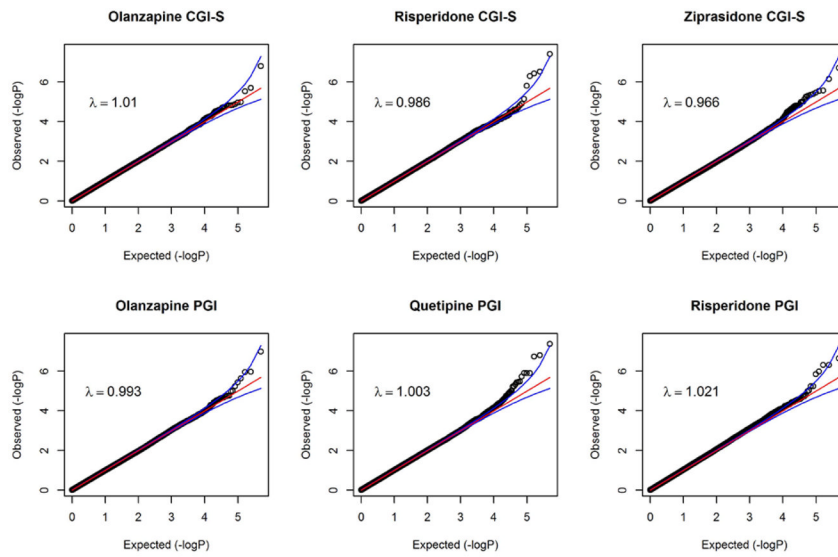 Olanzapine CGI-S
Risperidone CGI-S
Ziprasidone CGI-S
Observed (-logP)
0 2 4 6
λ = 1.01
0 1 2 3 4 5
Expected (-logP)
Observed (-logP)
0 2 4 6
λ = 0.986
0 1 2 3 4 5
Expected (-logP)
Observed (-logP)
0 2 4 6
λ = 0.966
0 1 2 3 4 5
Expected (-logP)
Olanzapine PGI
Quetipine PGI
Risperidone PGI
Observed (-logP)
0 2 4 6
λ = 0.993
0 1 2 3 4 5
Expected (-logP)
Observed (-logP)
0 2 4 6
λ = 1.003
0 1 2 3 4 5
Expected (-logP)
Observed (-logP)
0 2 4 6
λ = 1.021
0 1 2 3 4 5
Expected (-logP)